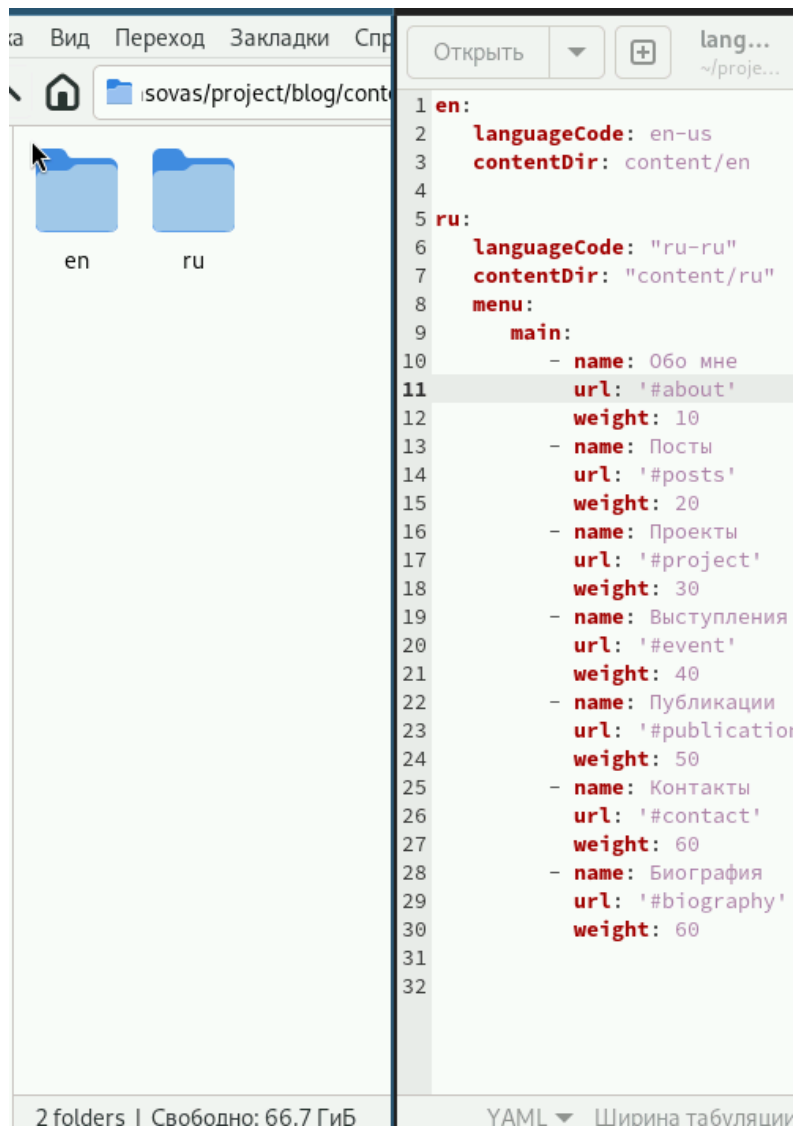 Вид Переход Закладки
sovas/project/blog/cont
en ru
2 folders | Свободно: 66,7 ГиБ
Открыть lang...
~/proje...
1 en:
2 languageCode: en-us
3 contentDir: content/en
4
5 ru:
6 languageCode: "ru-ru"
7 contentDir: "content/ru"
8 menu:
9 main:
10 - name: Обо мне
11 url: '#about'
12 weight: 10
13 - name: Посты
14 url: '#posts'
15 weight: 20
16 - name: Проекты
17 url: '#project'
18 weight: 30
19 - name: Выступления
20 url: '#event'
21 weight: 40
22 - name: Публикации
23 url: '#publication
24 weight: 50
25 - name: Контакты
26 url: '#contact'
27 weight: 60
28 - name: Биография
29 url: '#biography'
30 weight: 60
31
32
YAML Ширина табуляции